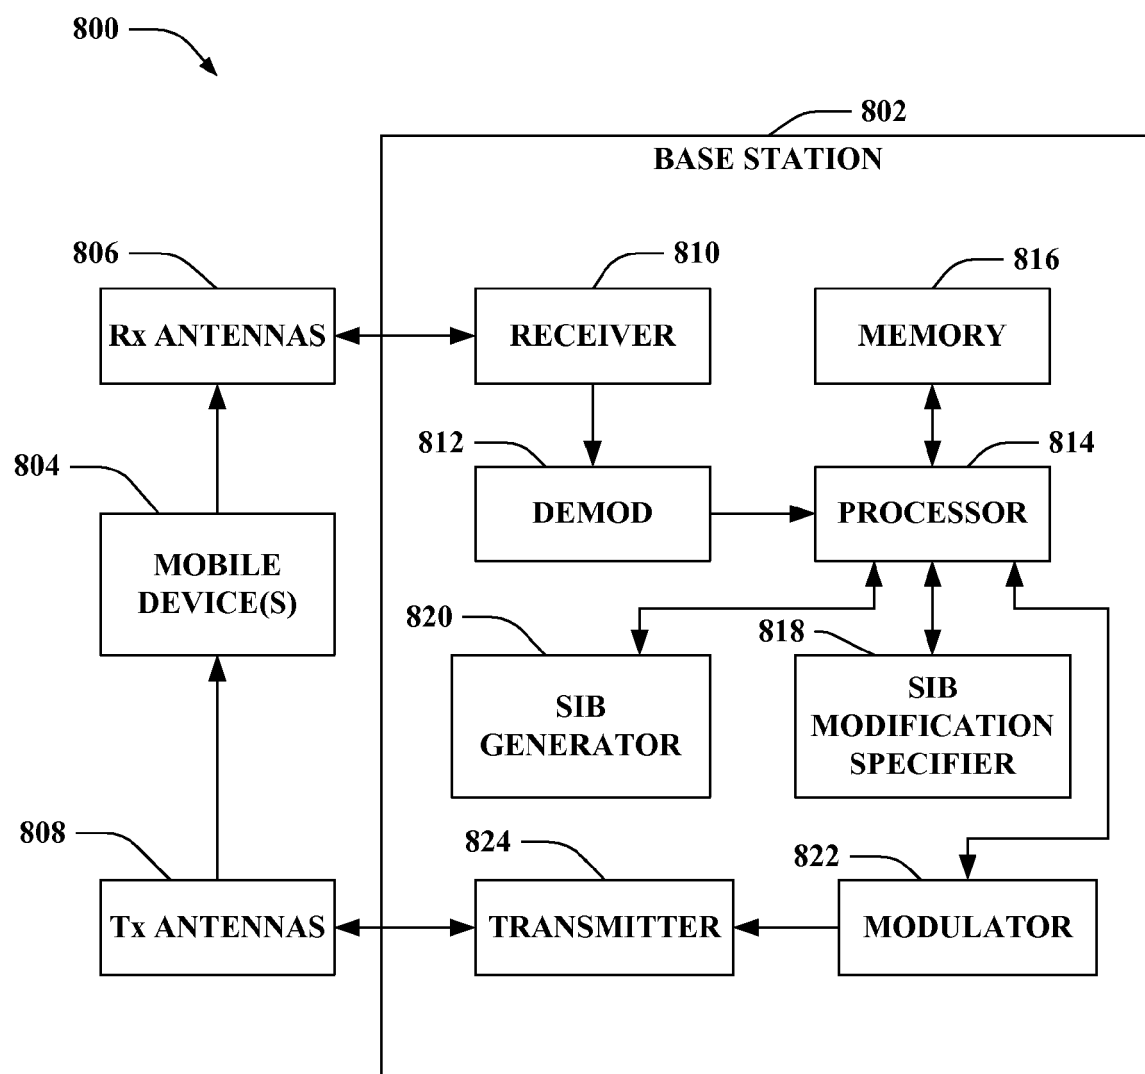 800
802
BASE STATION
806
810
816
Rx ANTENNAS
RECEIVER
MEMORY
804
812
814
MOBILE
DEVICE(S)
DEMOD
PROCESSOR
820
818
SIB
GENERATOR
SIB
MODIFICATION
SPECIFIER
808
824
822
Tx ANTENNAS
TRANSMITTER
MODULATOR